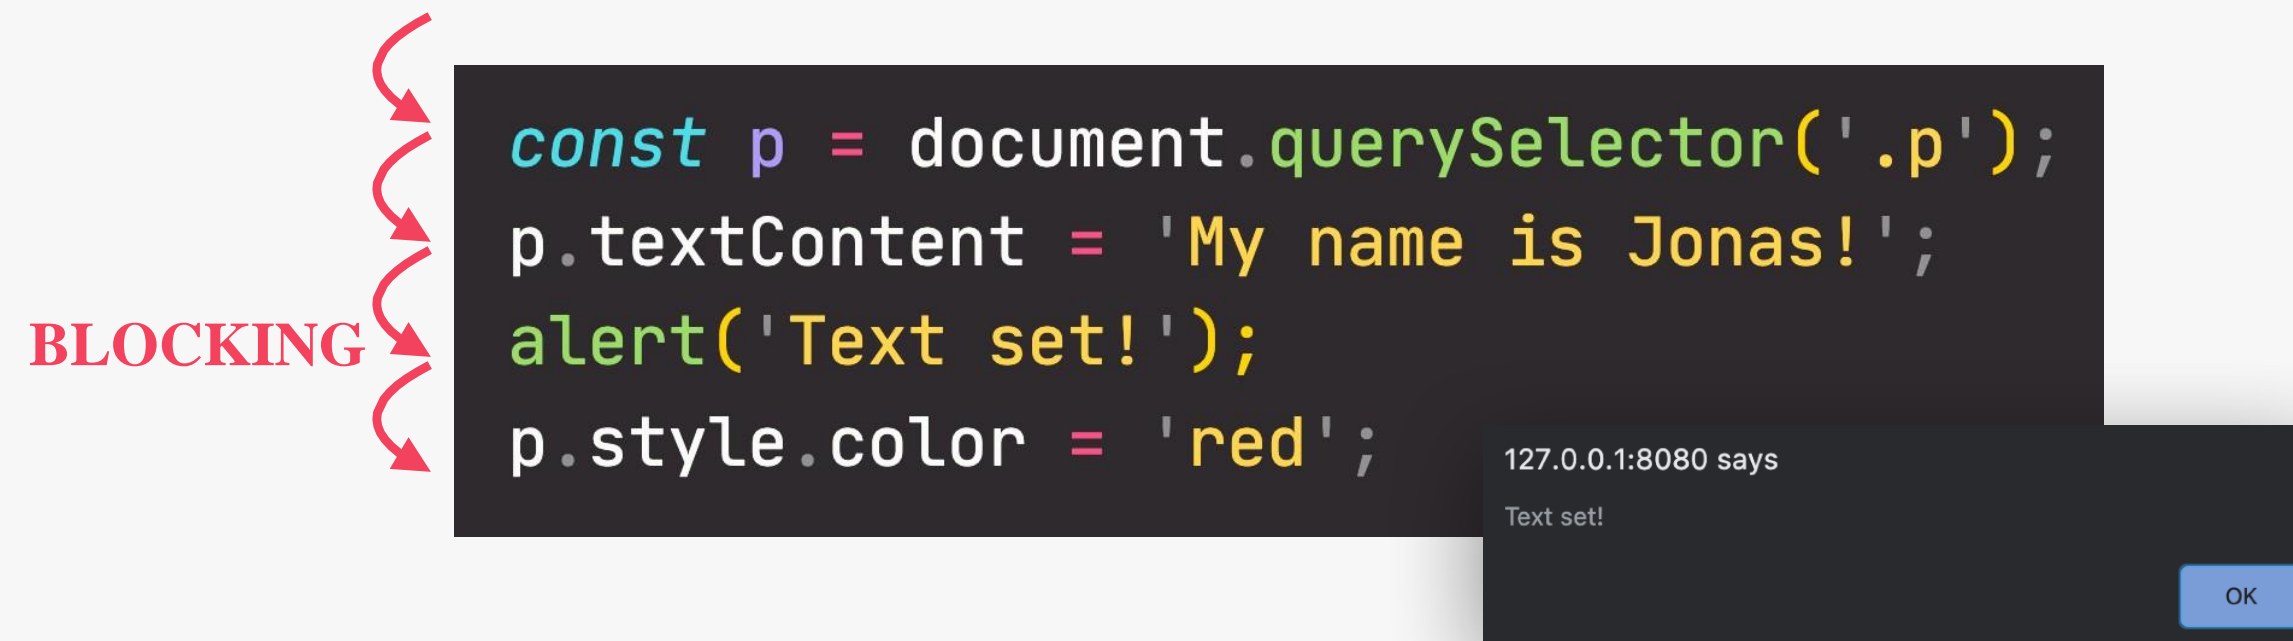 const p = document.querySelector('.p');
p.textContent = 'My name is Jonas!';
BLOCKING
alert('Text set!');
p.style.color = 'red';
127.0.0.1:8080 says
Text set!
OK